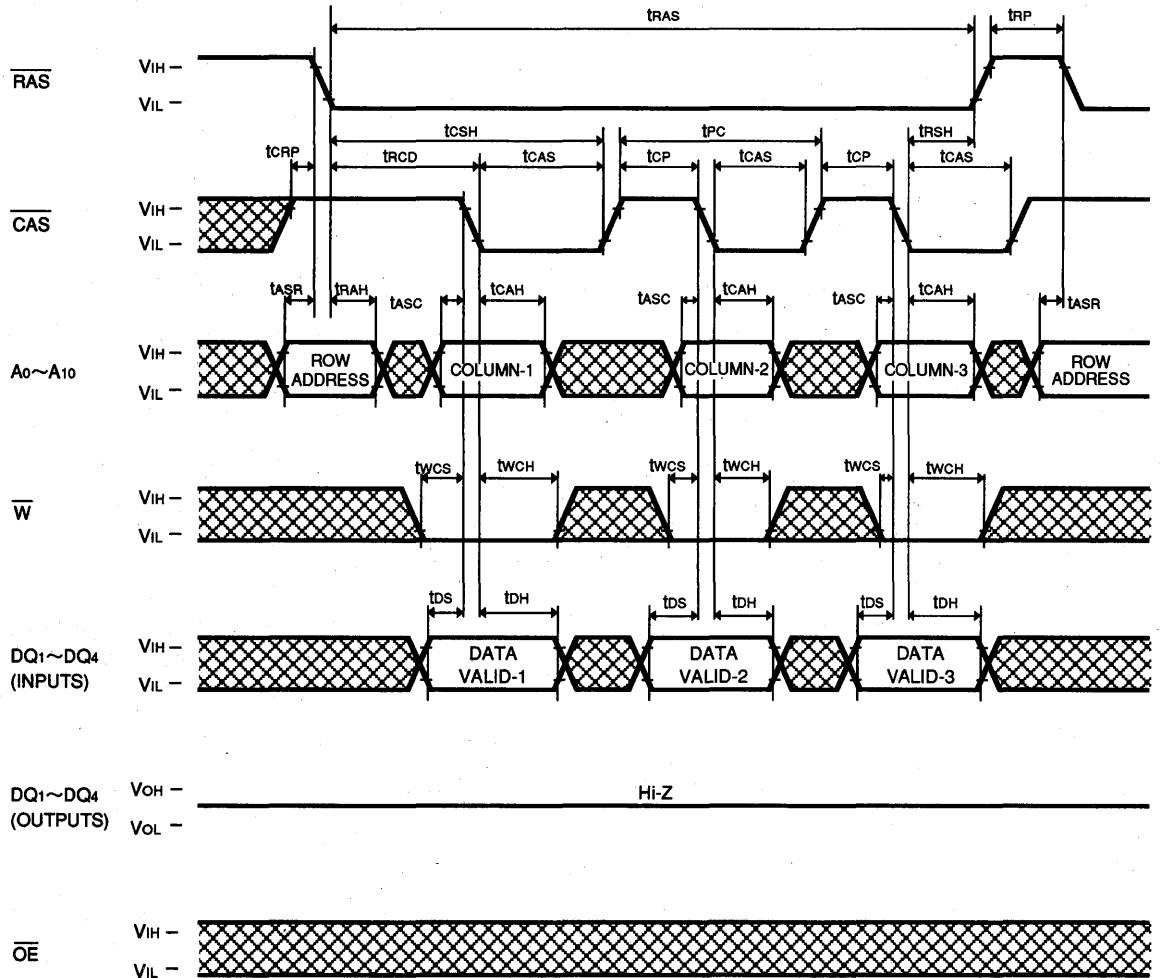 tRAS tRP
RAS VIH
VIL
tCSH tPC tRSH
tCRP tRCD tCAS tCP tCAS tCP tCAS
CAS VIH
VIL
tASR tRAH tASC tCAH tASC tCAH tASC tCAH tASR
A0~A10 VIH
VIL
ROW ADDRESS COLUMN-1 COLUMN-2 COLUMN-3 ROW ADDRESS
tWCS tWCH tWCS tWCH tWCS tWCH
W VIH
VIL
tDS tDH tDS tDH tDS tDH
DQ1~DQ4 (INPUTS) VIH
VIL
DATA VALID-1 DATA VALID-2 DATA VALID-3
DQ1~DQ4 (OUTPUTS) VOH
VOL
Hi-Z
OE VIH
VIL